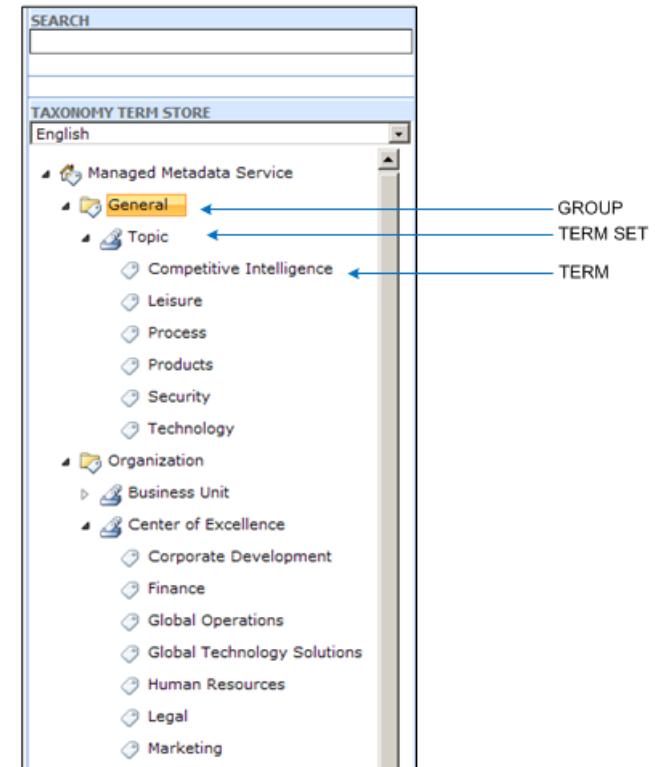 SEARCH
TAXONOMY TERM STORE
English
Managed Metadata Service
General
GROUP
Topic
TERM SET
Competitive Intelligence
TERM
Leisure
Process
Products
Security
Technology
Organization
Business Unit
Center of Excellence
Corporate Development
Finance
Global Operations
Global Technology Solutions
Human Resources
Legal
Marketing